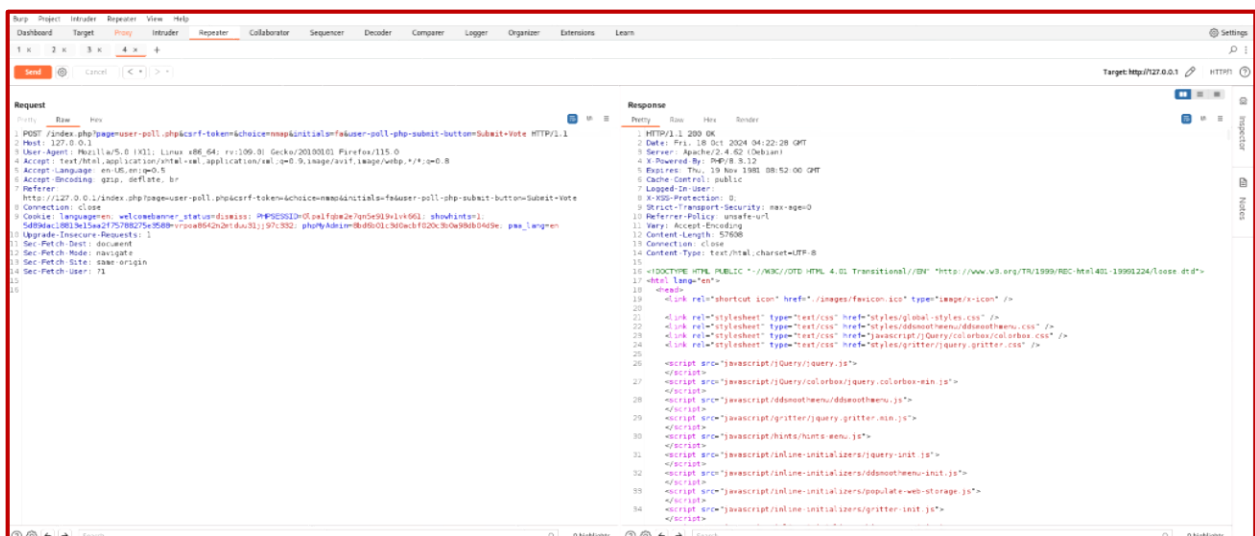 Burp Project Intruder Repeater View Help
Dashboard Target Proxy Intruder Repeater Collaborator Sequencer Decoder Comparer Logger Organizer Extensions Learn
Settings
1 × 2 × 3 × 4 × +
Send Cancel < >
Target: http://127.0.0.1 HTTP/1
Request
Pretty Raw Hex
1 POST /index.php?page=user-poll.php&csrf-token=&choice=nmap&initials=fa&user-poll-php-submit-button=Submit+Vote HTTP/1.1
2 Host: 127.0.0.1
3 User-Agent: Mozilla/5.0 (X11; Linux x86_64; rv:109.0) Gecko/20100101 Firefox/115.0
4 Accept: text/html,application/xhtml+xml,application/xml;q=0.9,image/avif,image/webp,*/*;q=0.8
5 Accept-Language: en-US,en;q=0.5
6 Accept-Encoding: gzip, deflate, br
7 Referer:
http://127.0.0.1/index.php?page=user-poll.php&csrf-token=&choice=nmap&initials=fa&user-poll-php-submit-button=Submit+Vote
8 Connection: close
9 Cookie: language=en; welcomebanner_status=dismiss; showhints=1;
pma_lang=en
10 Upgrade-Insecure-Requests: 1
11 Sec-Fetch-Dest: document
12 Sec-Fetch-Mode: navigate
13 Sec-Fetch-Site: same-origin
14 Sec-Fetch-User: ?1
15
16
Response
Pretty Raw Hex Render
1 HTTP/1.1 200 OK
2 Date: Fri, 18 Oct 2024 04:22:28 GMT
3 Server: Apache/2.4.62 (Debian)
4 X-Powered-By: PHP/8.3.12
5 Expires: Thu, 19 Nov 1981 08:52:00 GMT
6 Cache-Control: public
7 Logged-In-User:
8 X-XSS-Protection: 0;
9 Strict-Transport-Security: max-age=0
10 Referrer-Policy: unsafe-url
11 Vary: Accept-Encoding
12 Content-Length: 57608
13 Connection: close
14 Content-Type: text/html;charset=UTF-8
15
16 <!DOCTYPE HTML PUBLIC "-//W3C//DTD HTML 4.01 Transitional//EN" "http://www.w3.org/TR/1999/REC-html401-19991224/loose.dtd">
17 <html lang="en">
18 <head>
19 <link rel="shortcut icon" href="./images/favicon.ico" type="image/x-icon" />
20
21 <link rel="stylesheet" type="text/css" href="styles/global-styles.css" />
22 <link rel="stylesheet" type="text/css" href="styles/ddsmoothmenu/ddsmoothmenu.css" />
23 <link rel="stylesheet" type="text/css" href="javascript/jQuery/colorbox/colorbox.css" />
24 <link rel="stylesheet" type="text/css" href="styles/gritter/jquery.gritter.css" />
25
26 <script src="javascript/jQuery/jquery.js">
</script>
27 <script src="javascript/jQuery/colorbox/jquery.colorbox-min.js">
</script>
28 <script src="javascript/ddsmoothmenu/ddsmoothmenu.js">
</script>
29 <script src="javascript/gritter/jquery.gritter.min.js">
</script>
30 <script src="javascript/hints/hints-menu.js">
</script>
31 <script src="javascript/inline-initializers/jquery-init.js">
</script>
32 <script src="javascript/inline-initializers/ddsmoothmenu-init.js">
</script>
33 <script src="javascript/inline-initializers/populate-web-storage.js">
</script>
34 <script src="javascript/inline-initializers/gritter-init.js">
</script>
Inspector
Notes
Search 0 highlights
Search 0 highlights